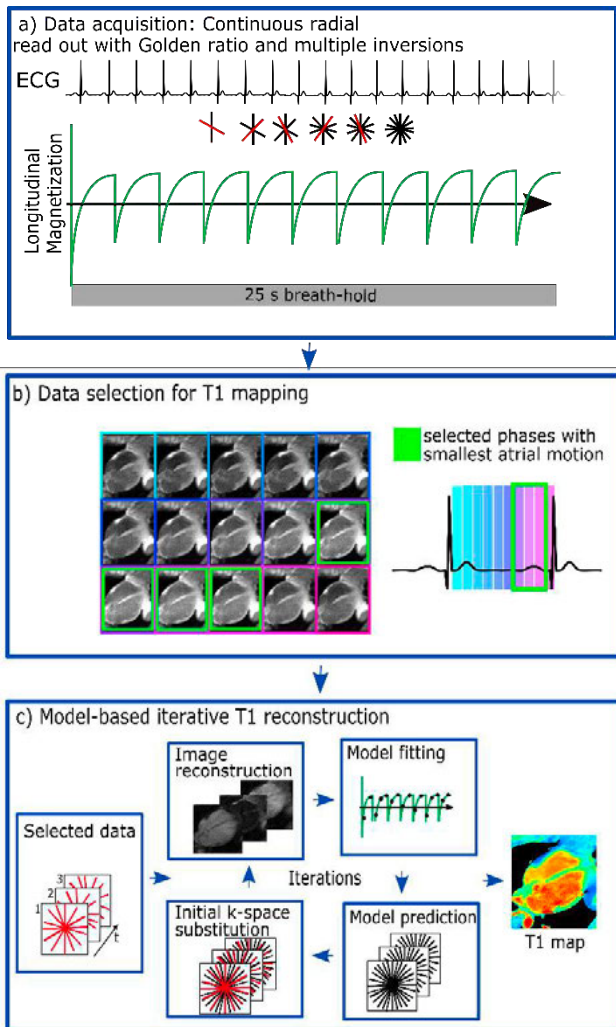 a) Data acquisition: Continuous radial
read out with Golden ratio and multiple inversions
ECG
Longitudinal
Magnetization
25 s breath-hold
b) Data selection for T1 mapping
selected phases with
smallest atrial motion
c) Model-based iterative T1 reconstruction
Image
reconstruction
Model fitting
Selected data
3
2
1
t
Iterations
Initial k-space
substitution
Model prediction
T1 map